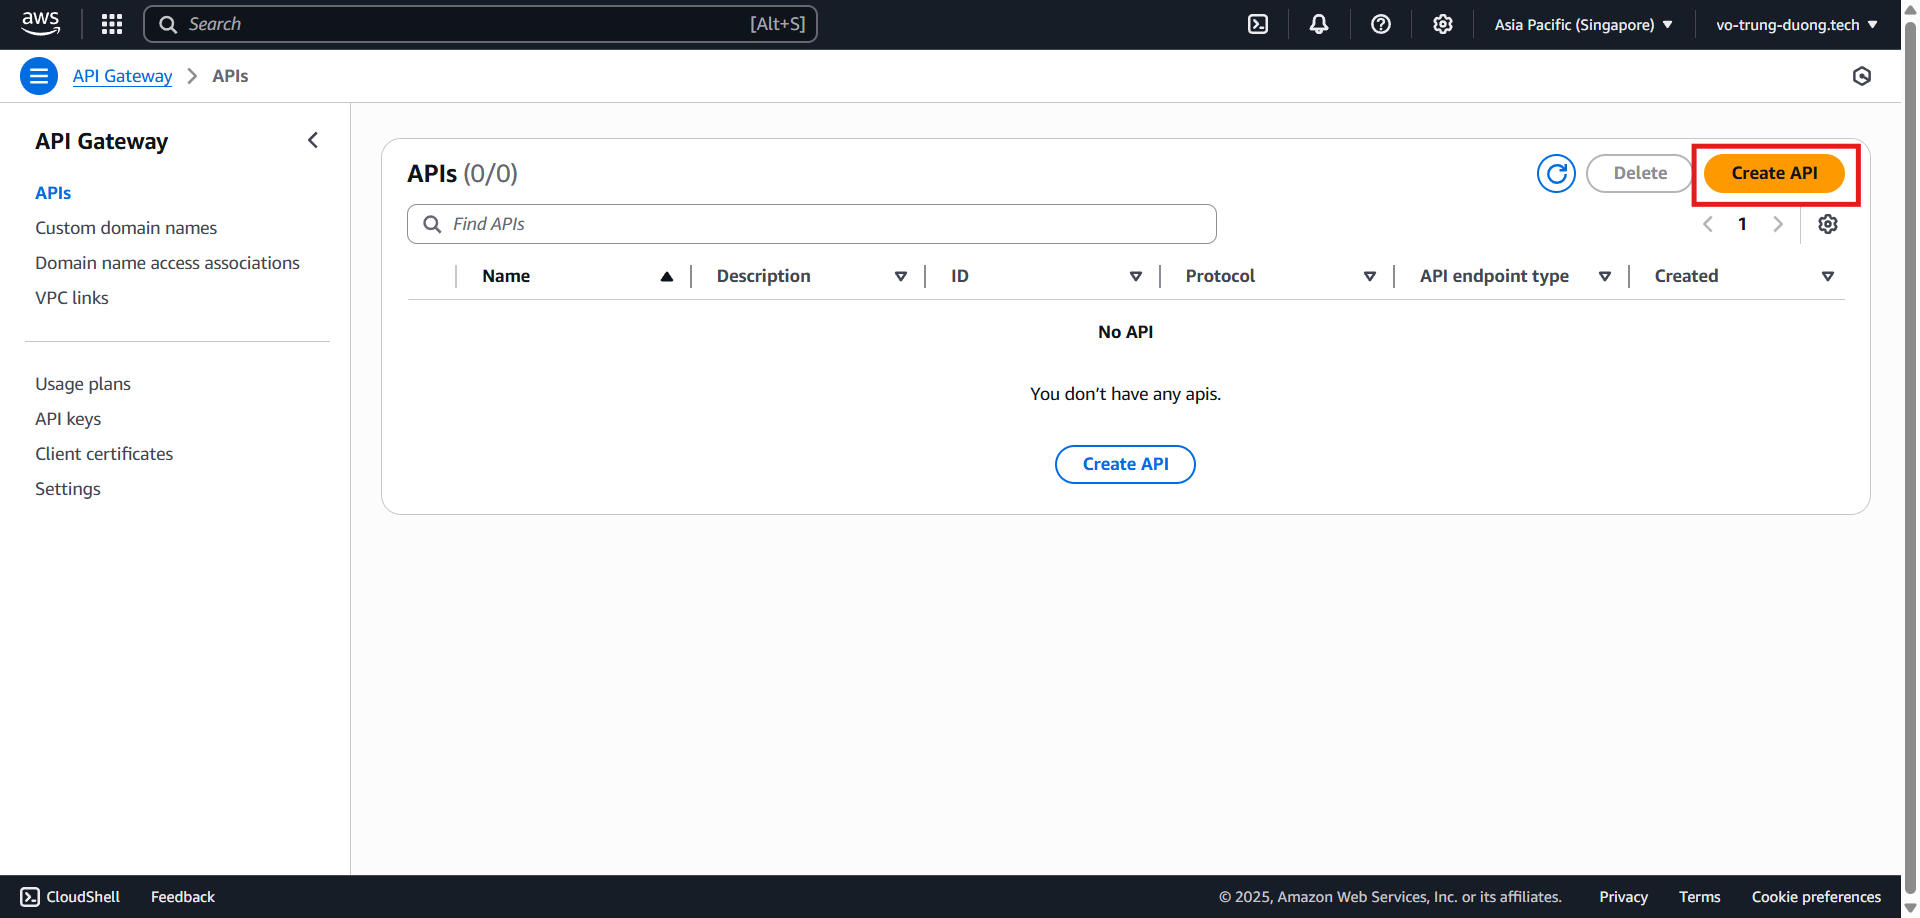 aws
Search [Alt+S]
Asia Pacific (Singapore)
vo-trung-duong.tech
API Gateway
APIs
API Gateway
APIs
Custom domain names
Domain name access associations
VPC links
Usage plans
API keys
Client certificates
Settings
APIs (0/0)
Delete
Create API
Find APIs
1
Name Description ID Protocol API endpoint type Created
No API
You don't have any apis.
Create API
CloudShell Feedback © 2025, Amazon Web Services, Inc. or its affiliates. Privacy Terms Cookie preferences